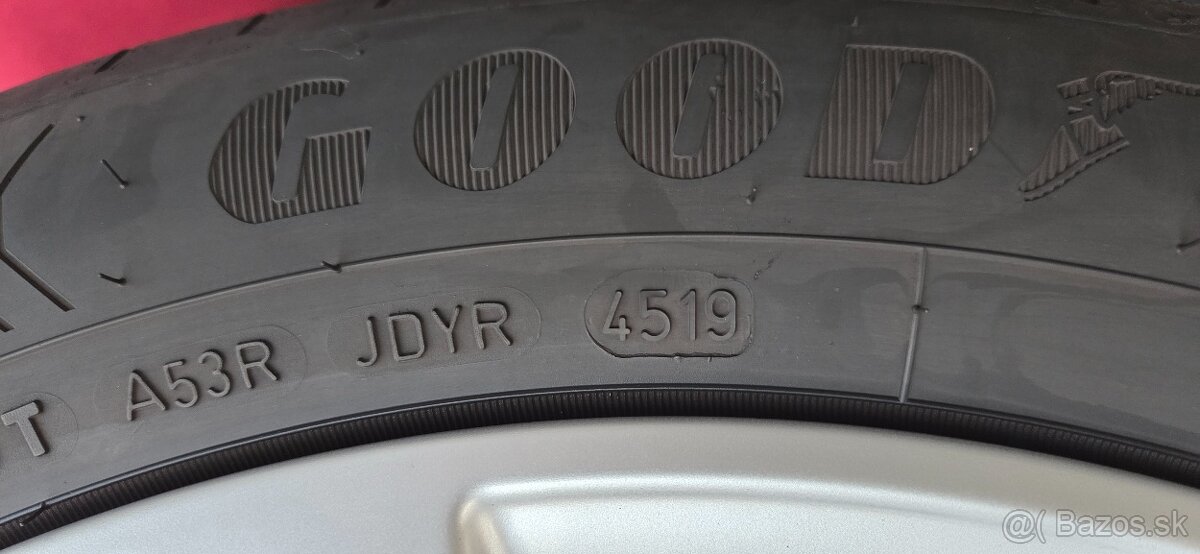 GOOD
T A53R JDYR 4519
@( Bazos.sk